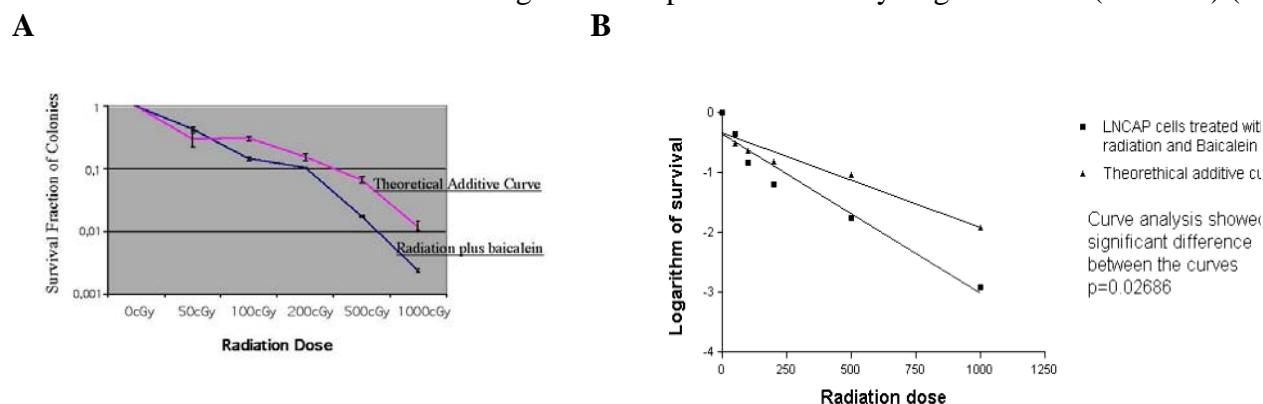 A
B
Survival Fraction of Colonies
1
0,1
0,01
0,001
Theoretical Additive Curve
Radiation plus baicalein
0cGy 50cGy 100cGy 200cGy 500cGy 1000cGy
Radiation Dose
Logarithm of survival
0
-1
-2
-3
-4
0 250 500 750 1000 1250
Radiation dose
LNCAP cells treated with
radiation and Baicalein
Theorethical additive
Curve analysis showed
significant difference
between the curves
p=0.02686